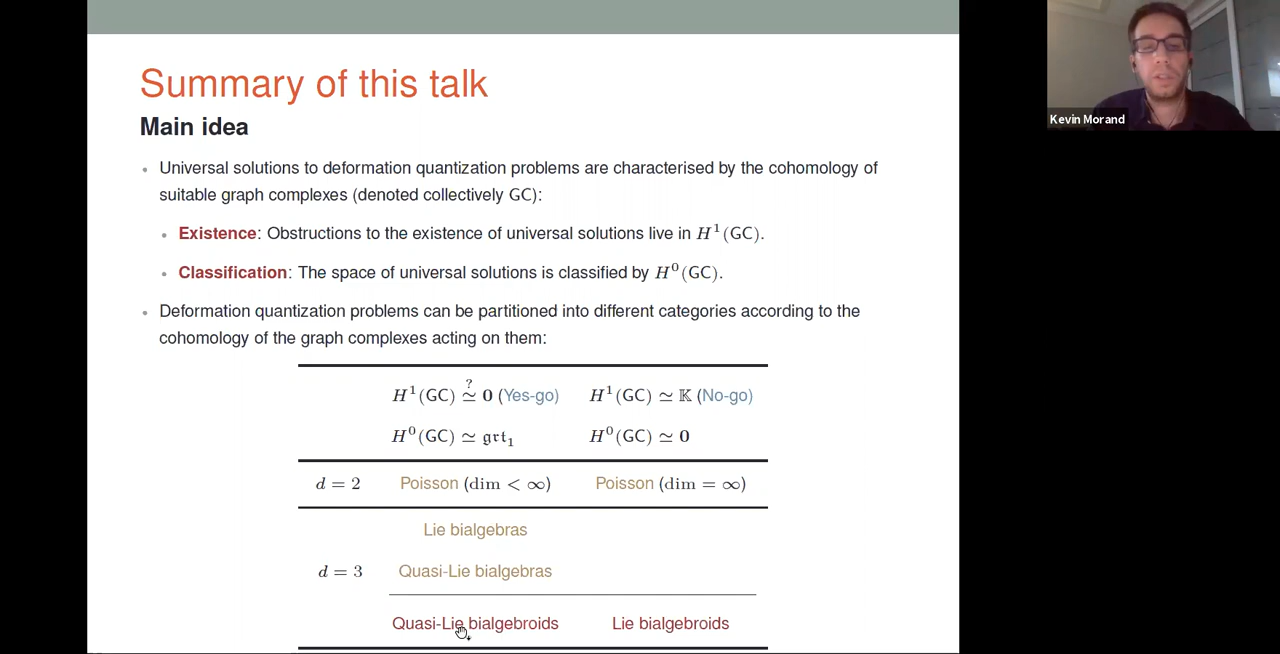 Summary of this talk
Main idea
• Universal solutions to deformation quantization problems are characterised by the cohomology of
suitable graph complexes (denoted collectively GC):
• Existence: Obstructions to the existence of universal solutions live in H¹(GC).
• Classification: The space of universal solutions is classified by H⁰(GC).
• Deformation quantization problems can be partitioned into different categories according to the
cohomology of the graph complexes acting on them:
H¹(GC) ≃? 0 (Yes-go) H¹(GC) ≃ 𝕂 (No-go)
H⁰(GC) ≃ 𝔤𝔯𝔱₁ H⁰(GC) ≃ 0
d = 2 Poisson (dim < ∞) Poisson (dim = ∞)
Lie bialgebras
d = 3 Quasi-Lie bialgebras
Quasi-Lie bialgebroids Lie bialgebroids
Kevin Morand